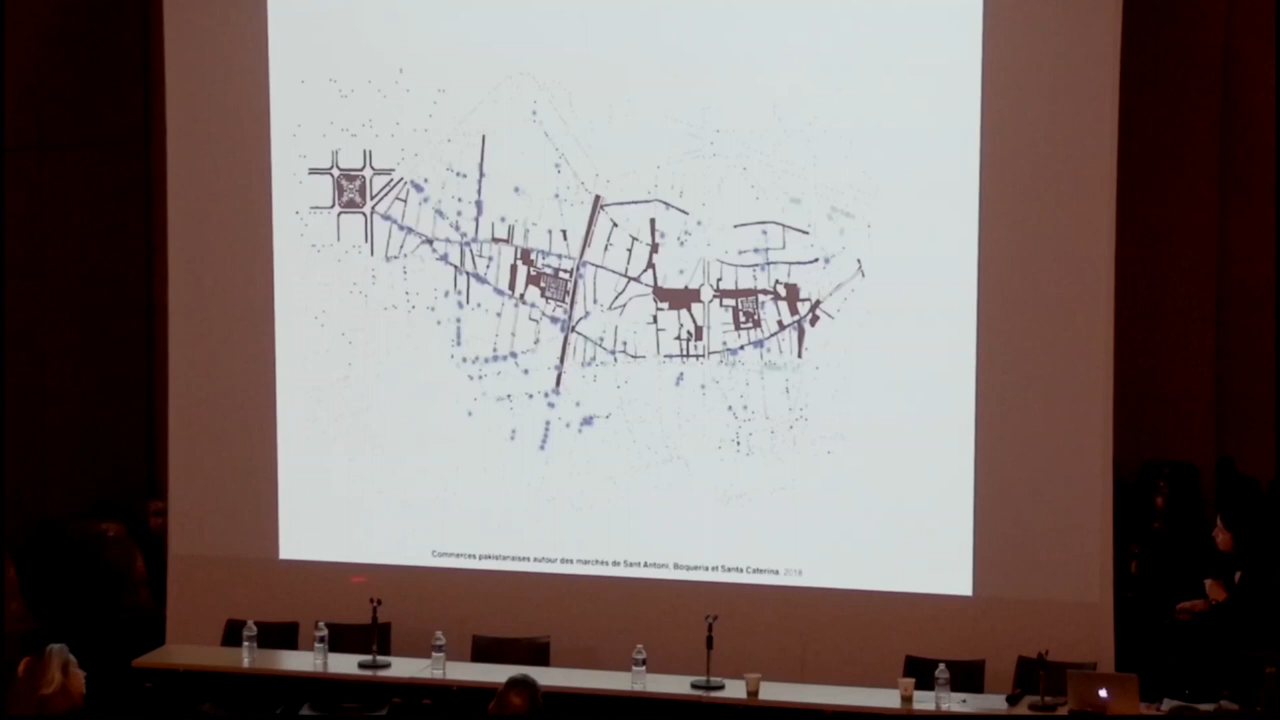 Commerces pakistanaises autour des marchés de Sant Antoni, Boqueria et Santa Caterina. 2018